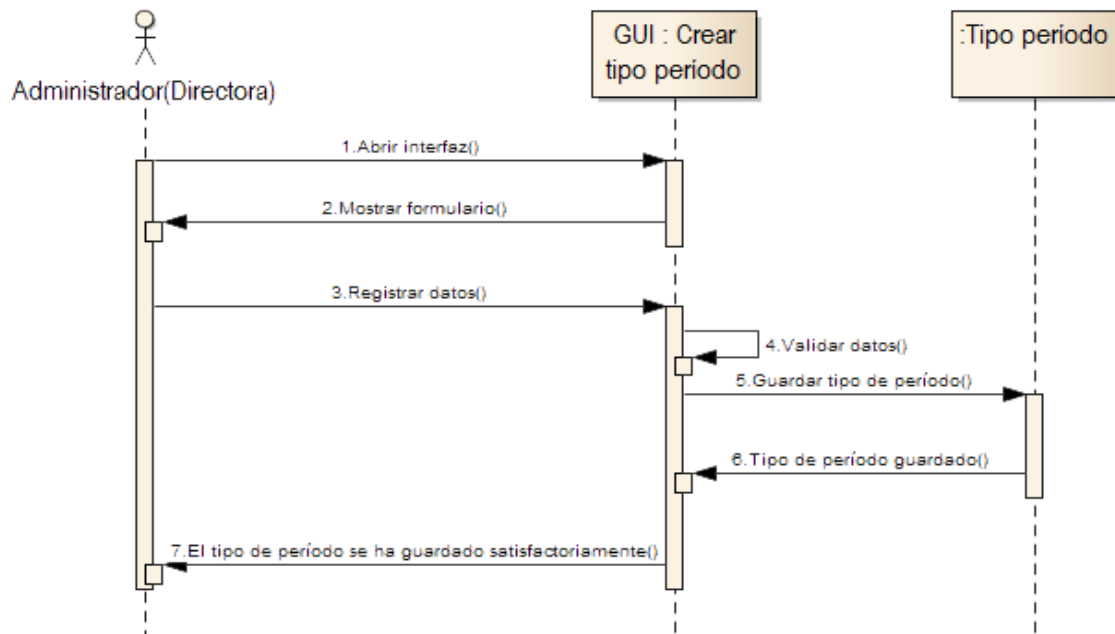 GUI : Crear
tipo período
:Tipo período
Administrador(Directora)
1.Abrir interfaz()
2.Mostrar formulario()
3.Registrar datos()
4.Validar datos()
5.Guardar tipo de período()
6.Tipo de período guardado()
7.El tipo de período se ha guardado satisfactoriamente()